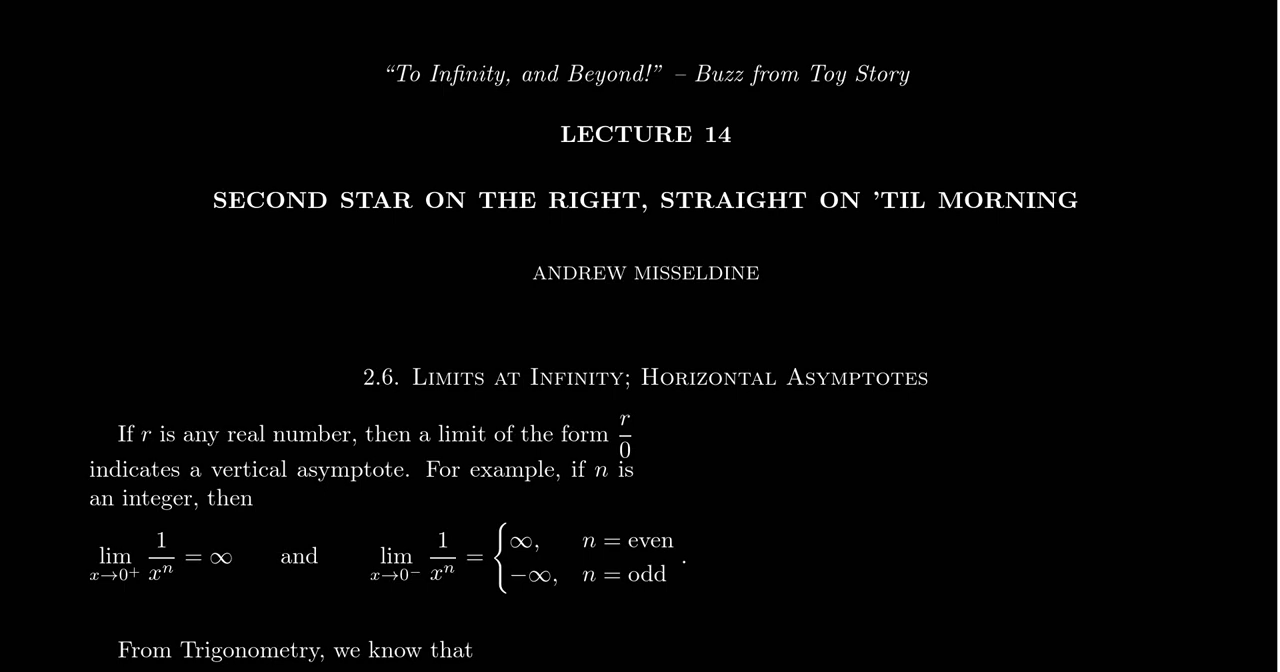 “To Infinity, and Beyond!” – Buzz from Toy Story
LECTURE 14
SECOND STAR ON THE RIGHT, STRAIGHT ON ’TIL MORNING
ANDREW MISSELDINE
2.6. Limits at Infinity; Horizontal Asymptotes
If r is any real number, then a limit of the form r/0
indicates a vertical asymptote. For example, if n is
an integer, then
lim_{x→0⁺} 1/xⁿ = ∞ and lim_{x→0⁻} 1/xⁿ = { ∞, n = even; −∞, n = odd .
From Trigonometry, we know that